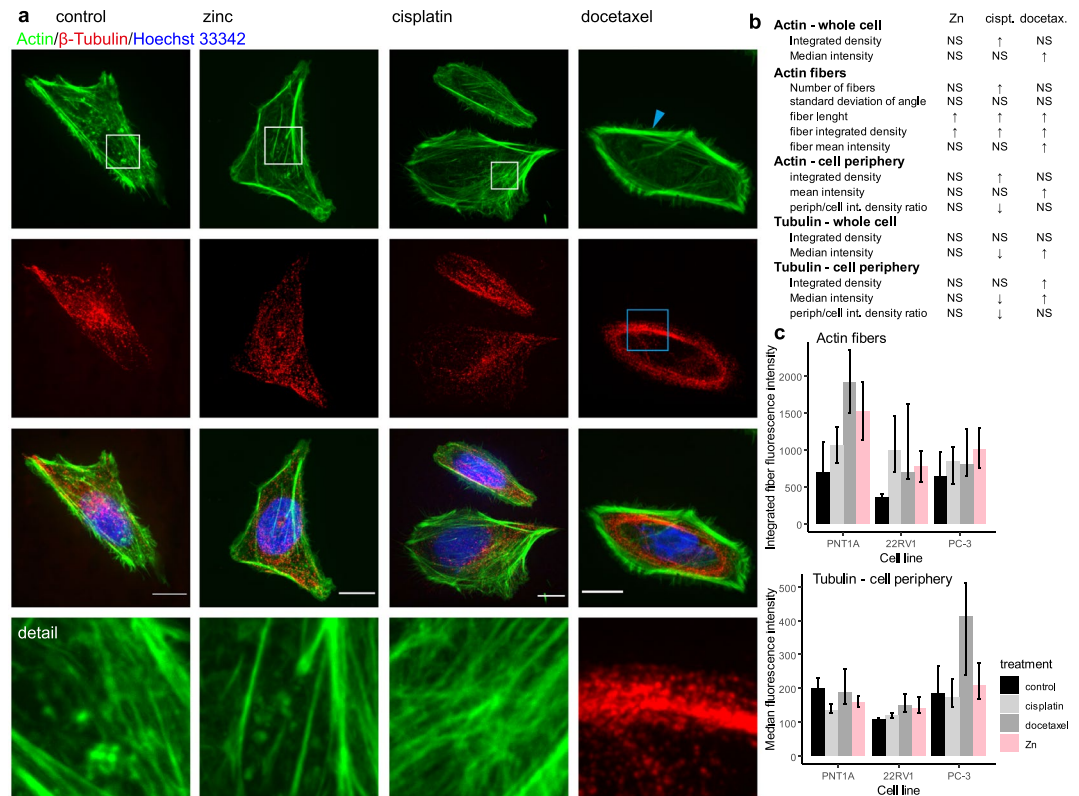 a control zinc cisplatin docetaxel
Actin/β-Tubulin/Hoechst 33342
detail
b Zn cispt. docetax.
Actin - whole cell
Integrated density NS ↑ NS
Median intensity NS NS ↑
Actin fibers
Number of fibers NS ↑ NS
standard deviation of angle NS NS NS
fiber lenght ↑ ↑ ↑
fiber integrated density ↑ ↑ ↑
fiber mean intensity NS NS ↑
Actin - cell periphery
integrated density NS ↑ NS
mean intensity NS NS ↑
periph/cell int. density ratio NS ↓ NS
Tubulin - whole cell
Integrated density NS NS NS
Median intensity NS ↓ ↑
Tubulin - cell periphery
Integrated density NS NS ↑
Median intensity NS ↓ ↑
periph/cell int. density ratio NS ↓ NS
c
Actin fibers
Integrated fiber fluorescence intensity
2000
1500
1000
500
0
PNT1A 22RV1 PC-3
Cell line
Tubulin - cell periphery
Median fluorescence intensity
500
400
300
200
100
0
PNT1A 22RV1 PC-3
Cell line
treatment
control
cisplatin
docetaxel
Zn